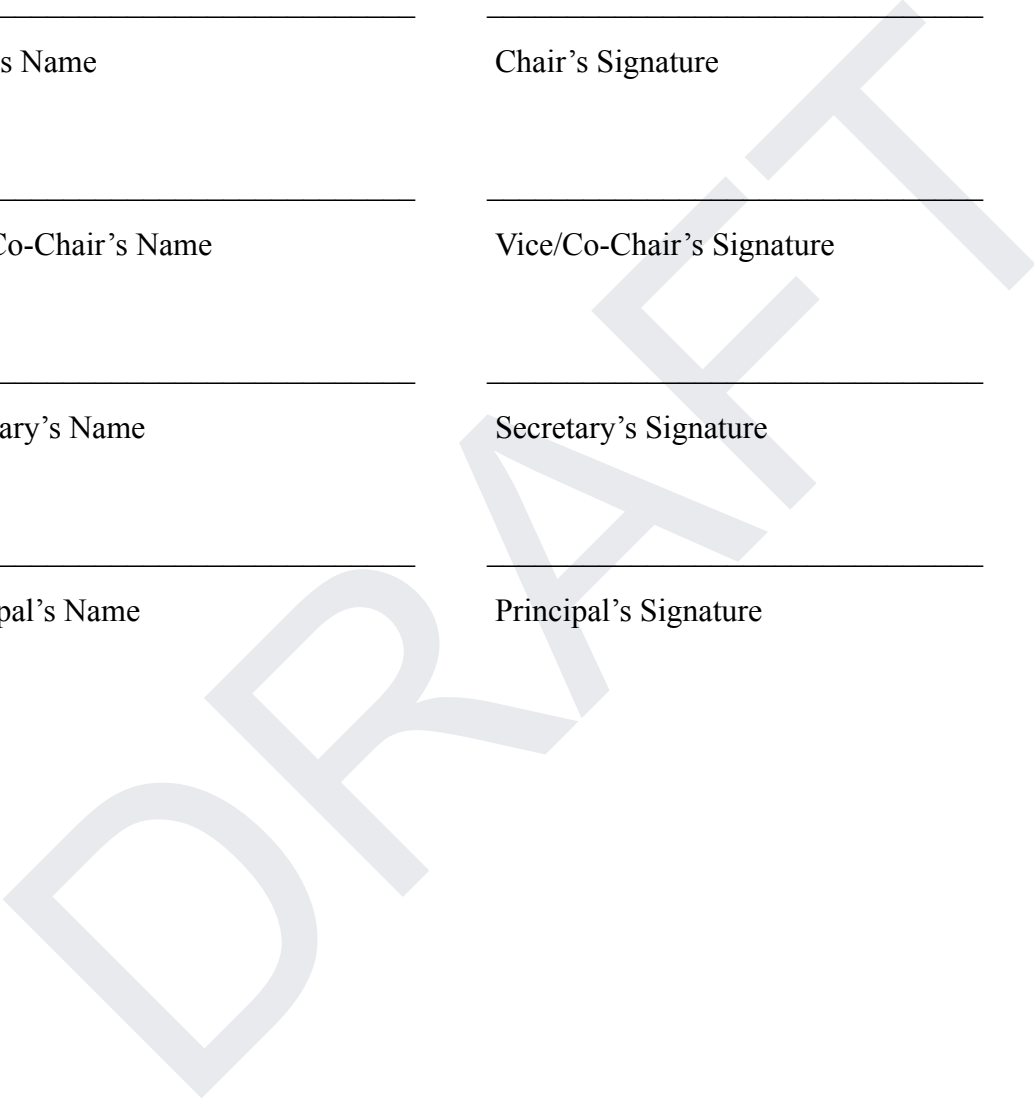 s Name Chair’s Signature
Co-Chair’s Name Vice/Co-Chair’s Signature
ary’s Name Secretary’s Signature
pal’s Name Principal’s Signature
DRAFT